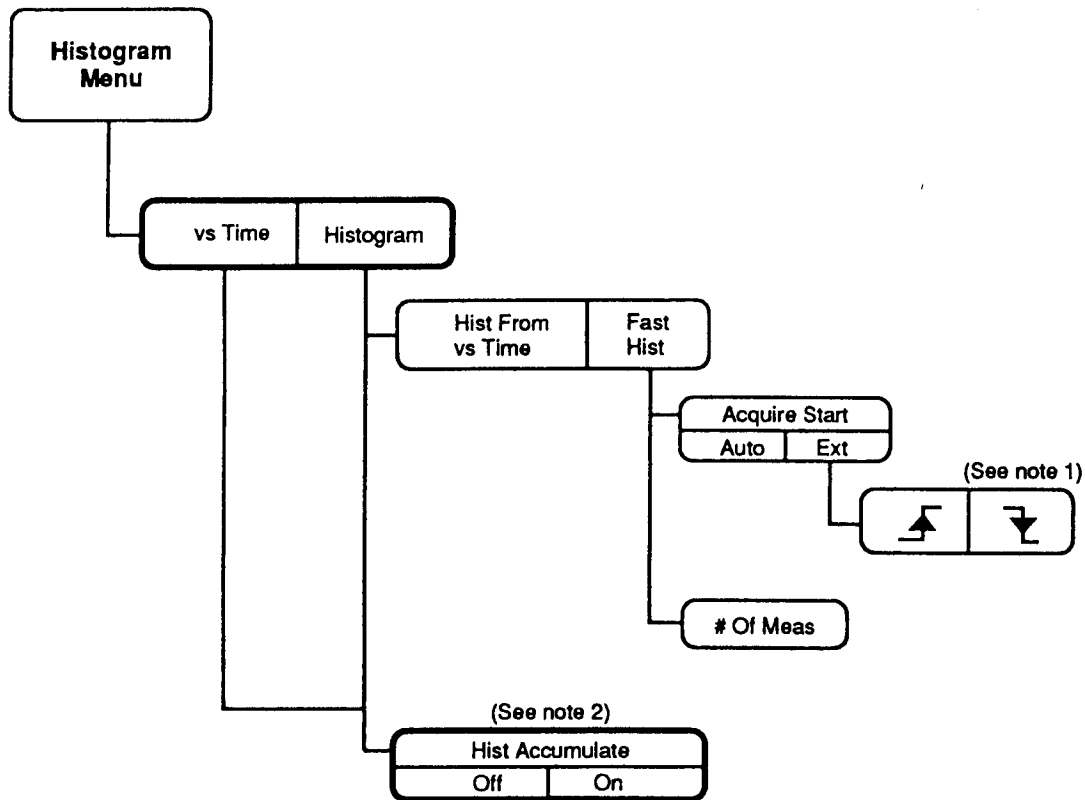 Histogram
Menu
vs Time
Histogram
Hist From
vs Time
Fast
Hist
Acquire Start
Auto
Ext
(See note 1)
# Of Meas
(See note 2)
Hist Accumulate
Off
On